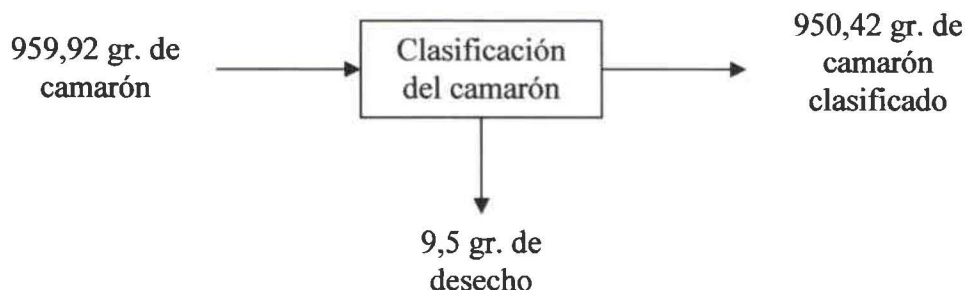 959,92 gr. de
camarón
Clasificación
del camarón
950,42 gr. de
camarón
clasificado
9,5 gr. de
desecho